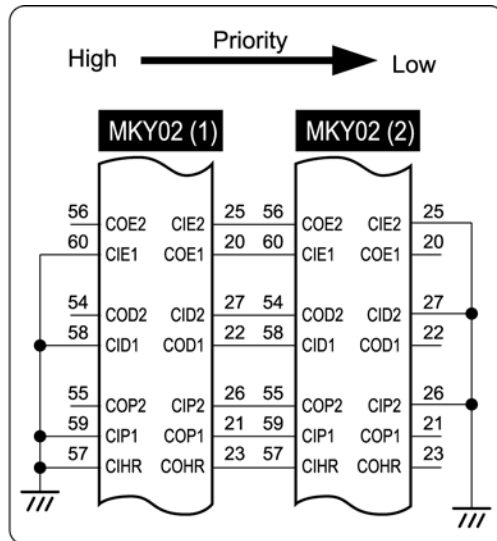 Priority
High Low
MKY02 (1) MKY02 (2)
56 COE2 CIE2 25 56 COE2 CIE2 25
60 CIE1 COE1 20 60 CIE1 COE1 20
54 COD2 CID2 27 54 COD2 CID2 27
58 CID1 COD1 22 58 CID1 COD1 22
55 COP2 CIP2 26 55 COP2 CIP2 26
59 CIP1 COP1 21 59 CIP1 COP1 21
57 CIHR COHR 23 57 CIHR COHR 23